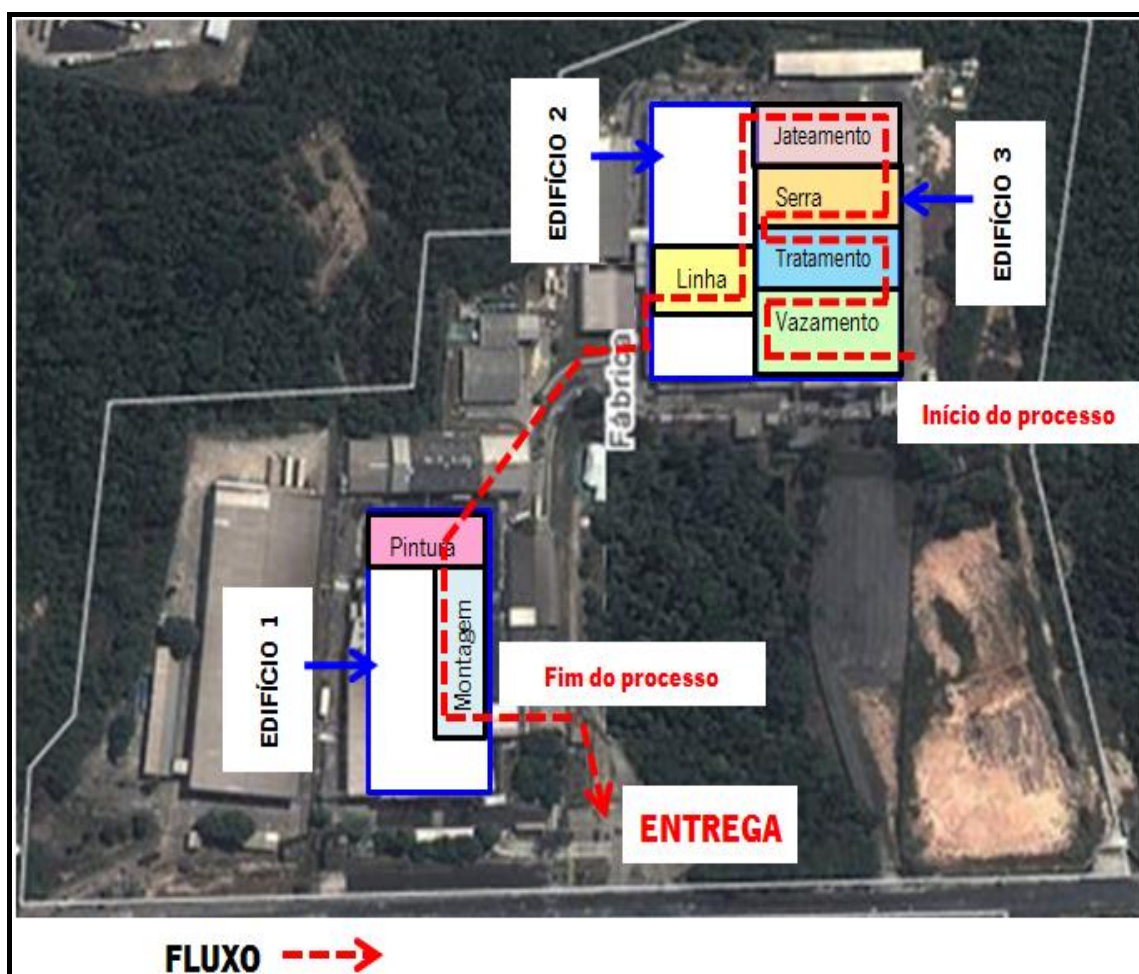 EDIFÍCIO 2
Jateamento
Serra
EDIFÍCIO 3
Tratamento
Linha
Vazamento
Fábrica
Início do processo
Pintura
EDIFÍCIO 1
Montagem
Fim do processo
ENTREGA
FLUXO